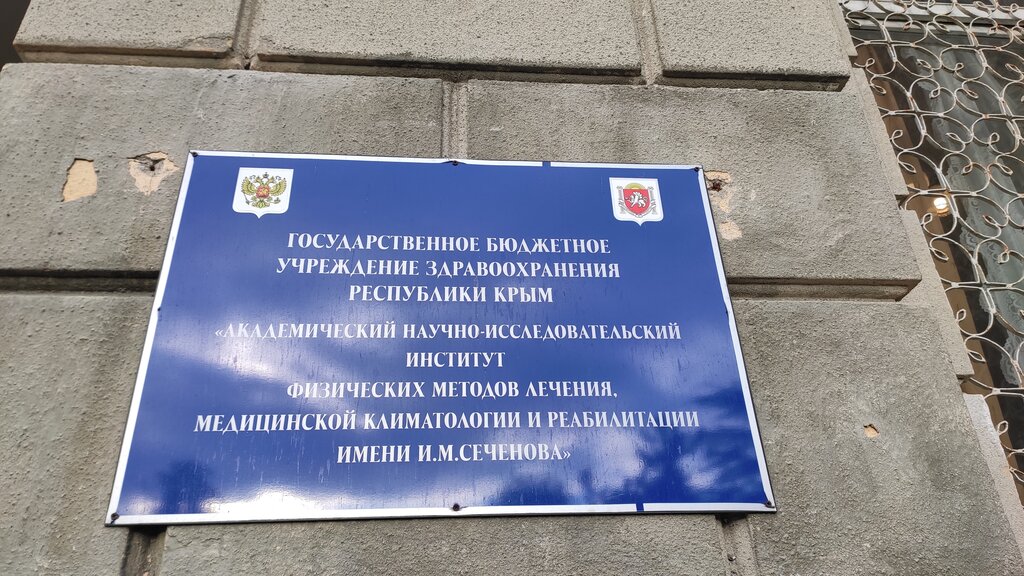 ГОСУДАРСТВЕННОЕ БЮДЖЕТНОЕ
УЧРЕЖДЕНИЕ ЗДРАВООХРАНЕНИЯ
РЕСПУБЛИКИ КРЫМ
«АКАДЕМИЧЕСКИЙ НАУЧНО-ИССЛЕДОВАТЕЛЬСКИЙ
ИНСТИТУТ
ФИЗИЧЕСКИХ МЕТОДОВ ЛЕЧЕНИЯ,
МЕДИЦИНСКОЙ КЛИМАТОЛОГИИ И РЕАБИЛИТАЦИИ
ИМЕНИ И.М.СЕЧЕНОВА»